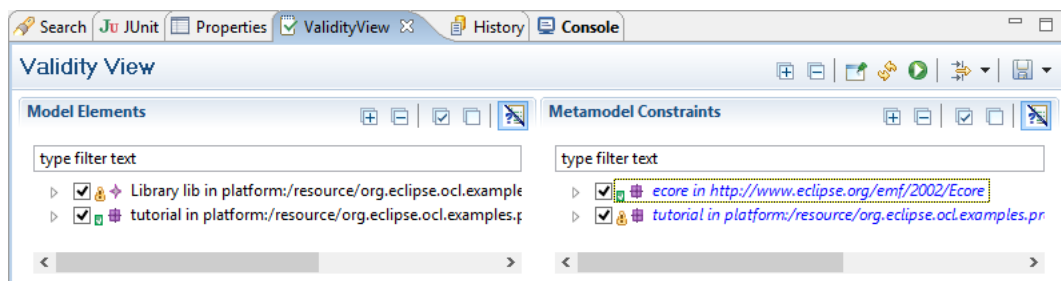 Search JUnit Properties ValidityView History Console
Validity View
Model Elements
type filter text
Library lib in platform:/resource/org.eclipse.ocl.example
tutorial in platform:/resource/org.eclipse.ocl.examples.p
Metamodel Constraints
type filter text
ecore in http://www.eclipse.org/emf/2002/Ecore
tutorial in platform:/resource/org.eclipse.ocl.examples.pr